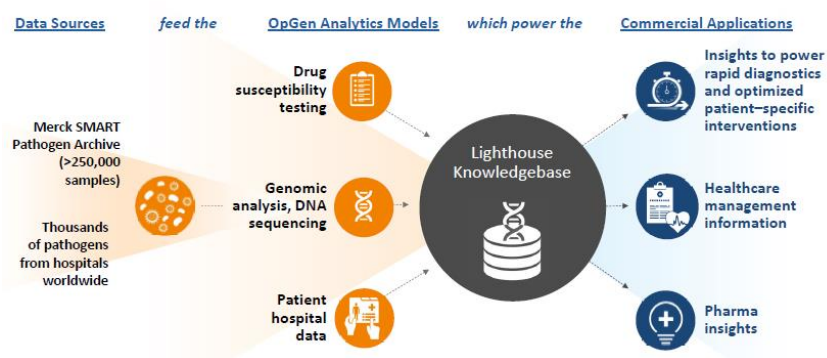 Data Sources feed the OpGen Analytics Models which power the Commercial Applications
Merck SMART
Pathogen Archive
(>250,000
samples)
Thousands
of pathogens
from hospitals
worldwide
Drug
susceptibility
testing
Genomic
analysis, DNA
sequencing
Patient
hospital
data
Lighthouse
Knowledgebase
Insights to power
rapid diagnostics
and optimized
patient–specific
interventions
Healthcare
management
information
Pharma
insights